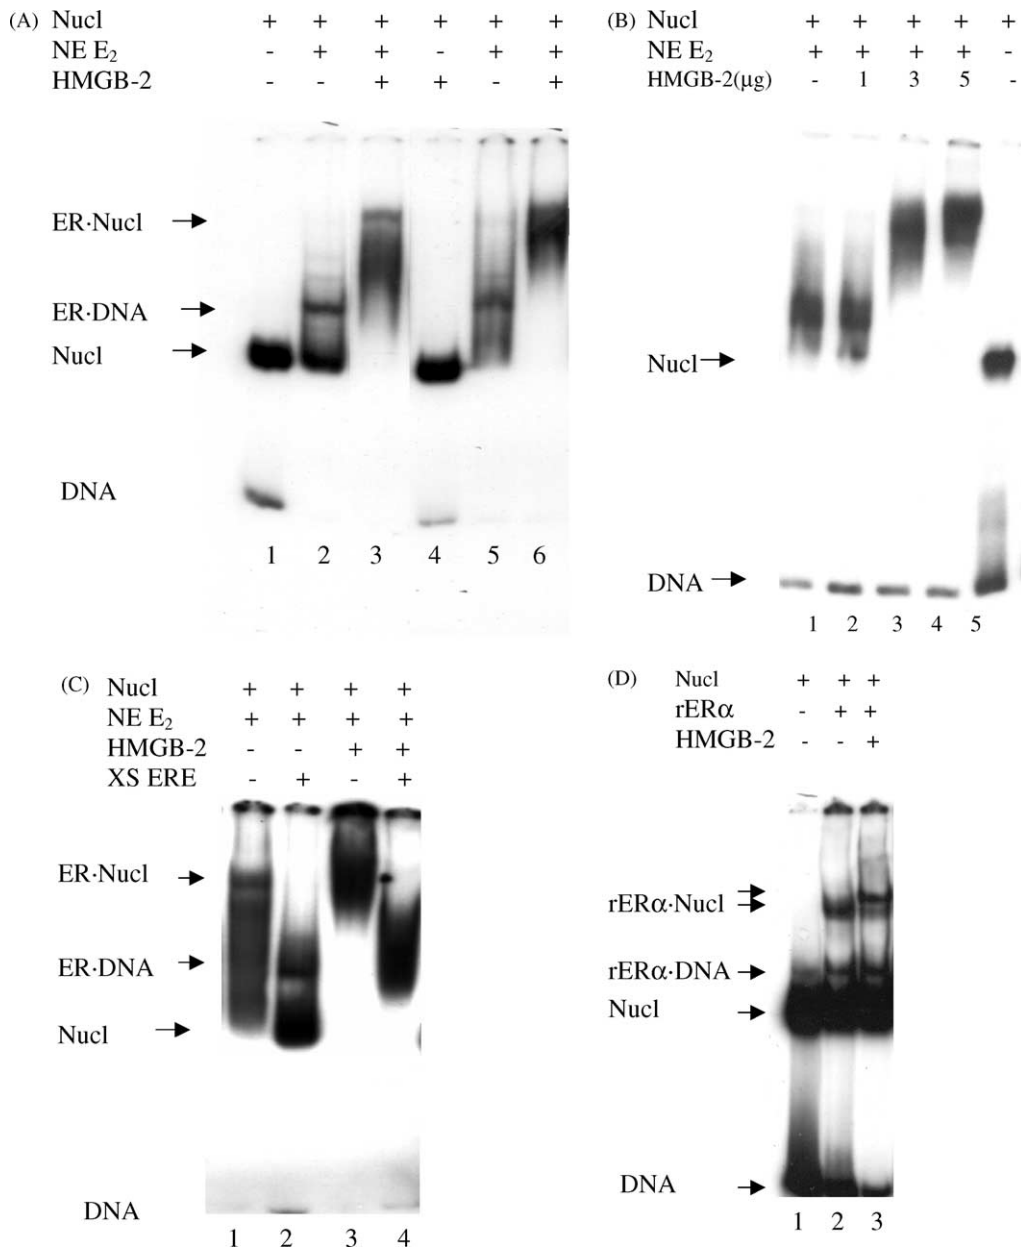 (A) Nucl + + + + + +
NE E₂ - + + - + +
HMGB-2 - - + + - +
ER·Nucl
ER·DNA
Nucl
DNA
1 2 3 4 5 6
(B) Nucl + + + + +
NE E₂ + + + + -
HMGB-2(μg) - 1 3 5 -
Nucl
DNA
1 2 3 4 5
(C) Nucl + + + +
NE E₂ + + + +
HMGB-2 - - + +
XS ERE - + - +
ER·Nucl
ER·DNA
Nucl
DNA
1 2 3 4
(D) Nucl + + +
rERα - + +
HMGB-2 - - +
rERα·Nucl
rERα·DNA
Nucl
DNA
1 2 3